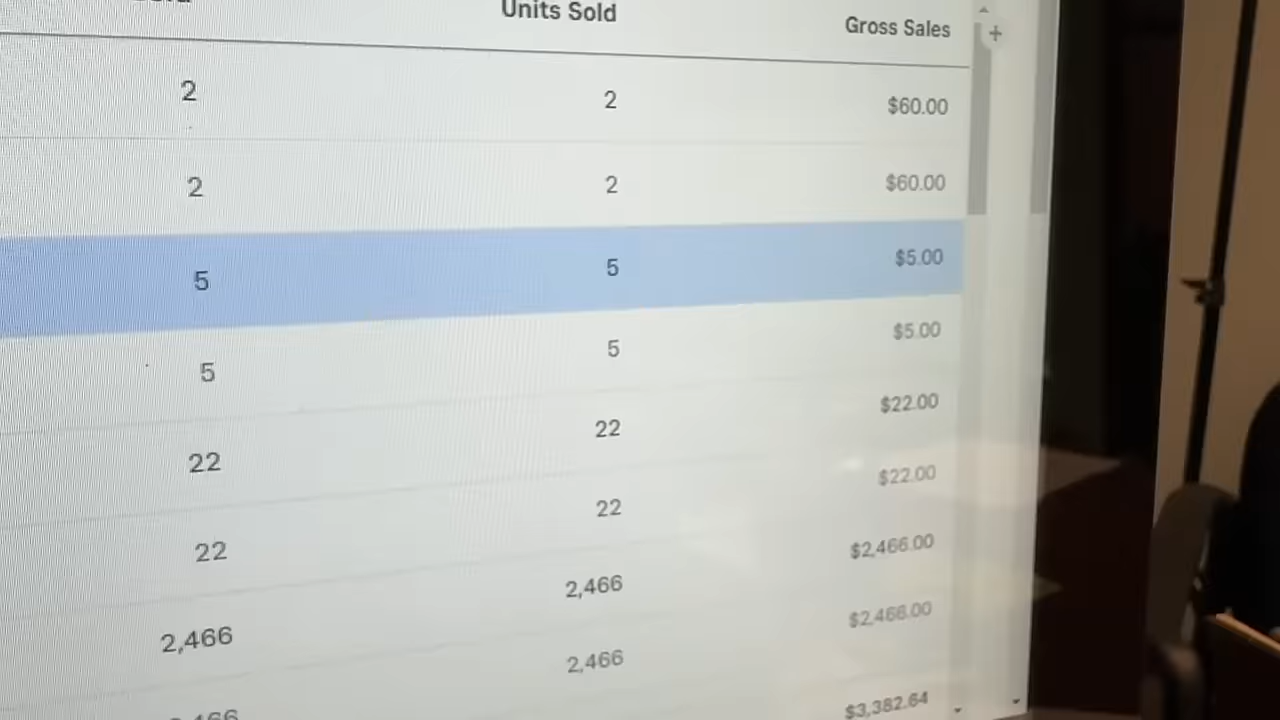 Units Sold Gross Sales
2 2 $60.00
2 2 $60.00
5 5 $5.00
5 5 $5.00
22 22 $22.00
22 22 $22.00
2,466 2,466 $2,466.00
2,466 $2,466.00
$3,382.64